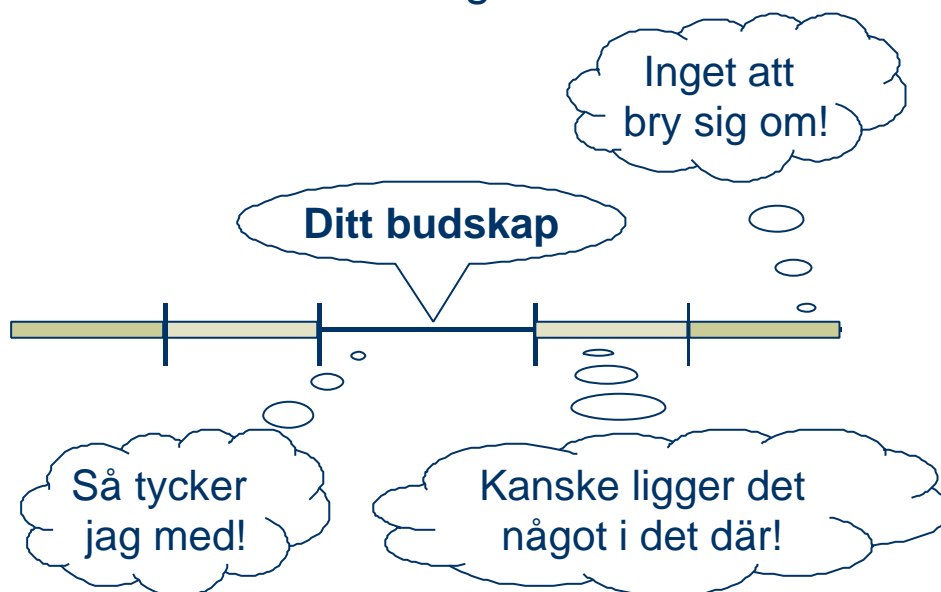 Inget att
bry sig om!
Ditt budskap
Så tycker
jag med!
Kanske ligger det
något i det där!